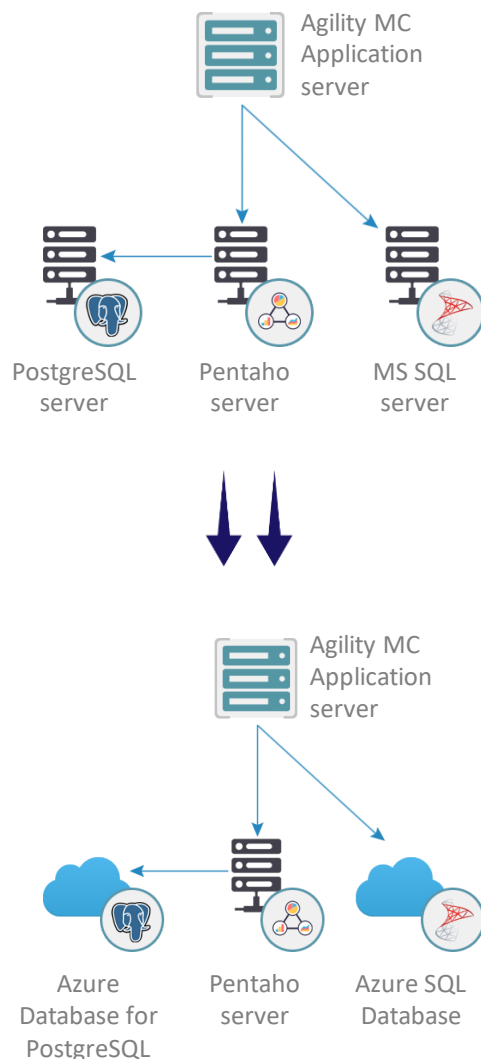 Agility MC
Application
server
PostgreSQL
server
Pentaho
server
MS SQL
server
Agility MC
Application
server
Azure
Database for
PostgreSQL
Pentaho
server
Azure SQL
Database